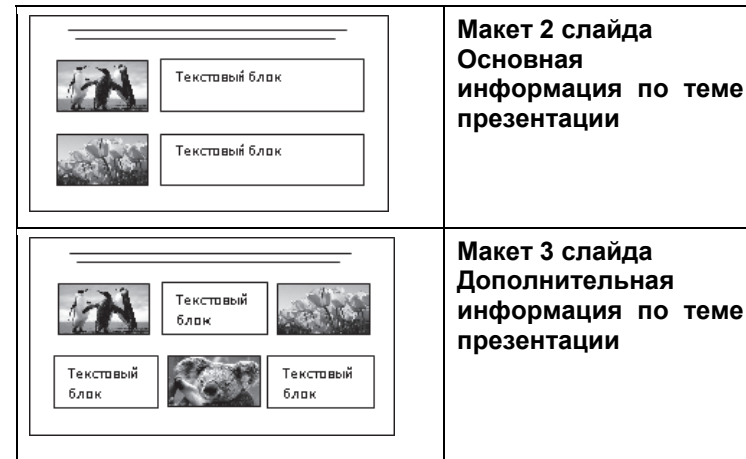 Текстовый блок
Текстовый блок
Макет 2 слайда
Основная
информация по теме
презентации
Текстовый
блок
Текстовый
блок
Текстовый
блок
Макет 3 слайда
Дополнительная
информация по теме
презентации